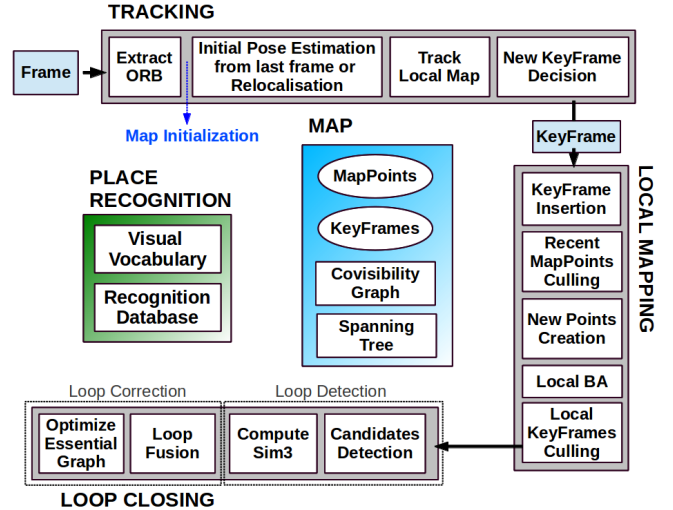 TRACKING
Frame
Extract
ORB
Initial Pose Estimation
from last frame or
Relocalisation
Track
Local Map
New KeyFrame
Decision
Map Initialization
KeyFrame
MAP
MapPoints
KeyFrames
Covisibility
Graph
Spanning
Tree
PLACE
RECOGNITION
Visual
Vocabulary
Recognition
Database
LOCAL MAPPING
KeyFrame
Insertion
Recent
MapPoints
Culling
New Points
Creation
Local BA
Local
KeyFrames
Culling
Loop Correction
Loop Detection
Optimize
Essential
Graph
Loop
Fusion
Compute
Sim3
Candidates
Detection
LOOP CLOSING